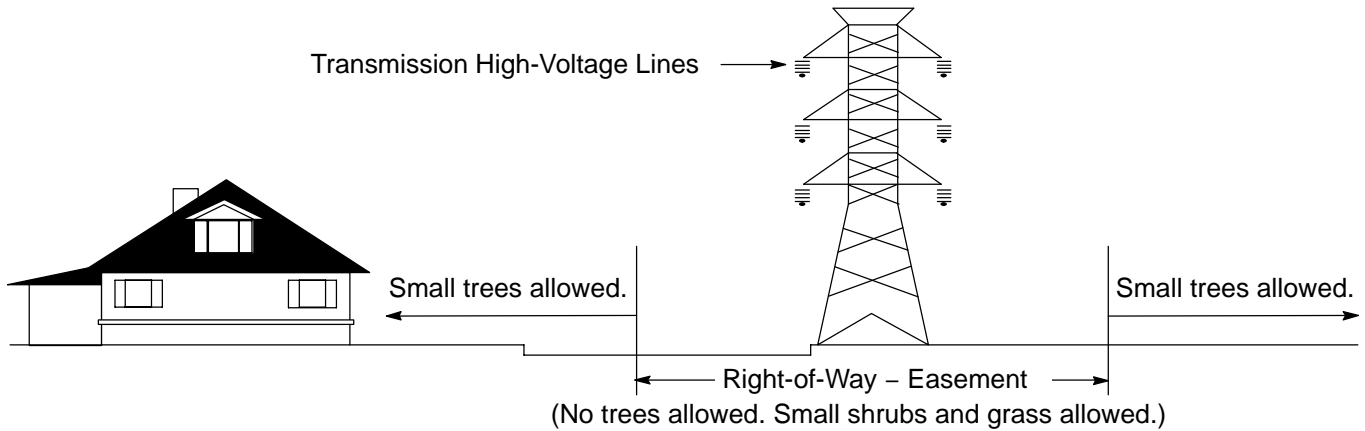 Transmission High-Voltage Lines
Small trees allowed.
Small trees allowed.
Right-of-Way – Easement
(No trees allowed. Small shrubs and grass allowed.)